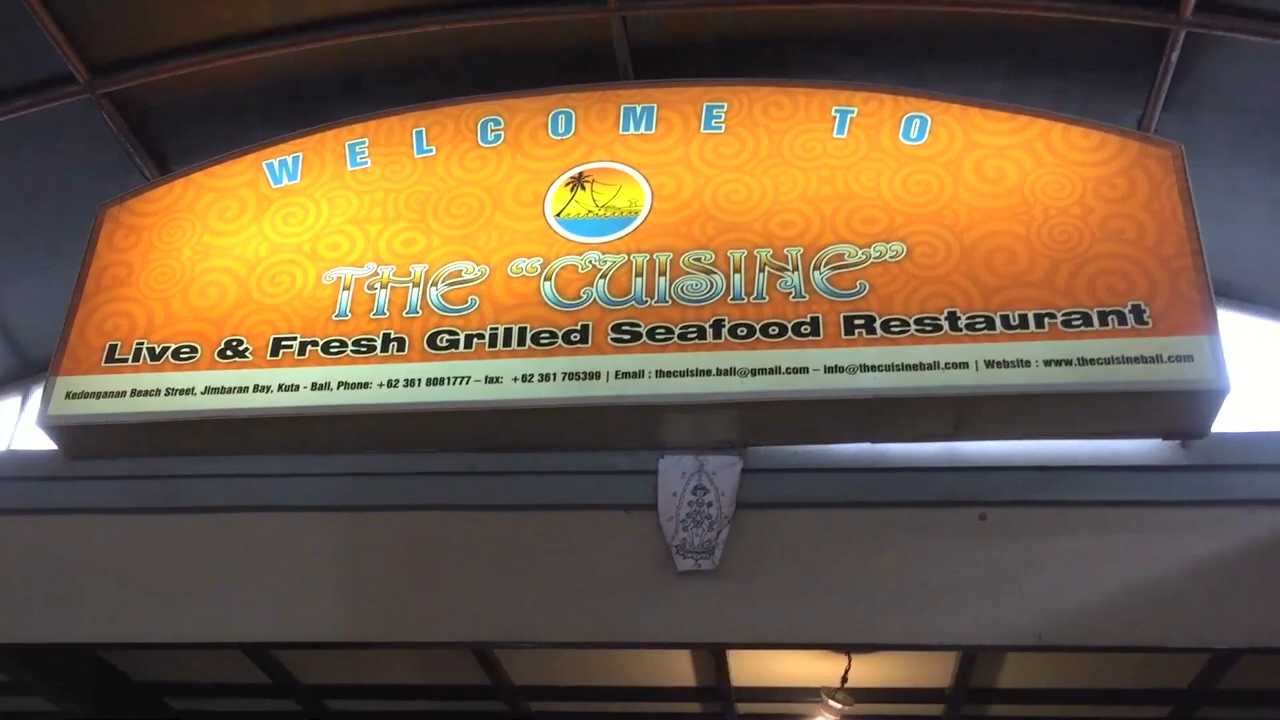 WELCOME TO
THE "CUISINE"
Live & Fresh Grilled Seafood Restaurant
Kedonganan Beach Street, Jimbaran Bay, Kuta - Bali, Phone: +62 361 8081777 – fax: +62 361 705399 | Email : thecuisine.bali@gmail.com – info@thecuisinebali.com | Website : www.thecuisinebali.com